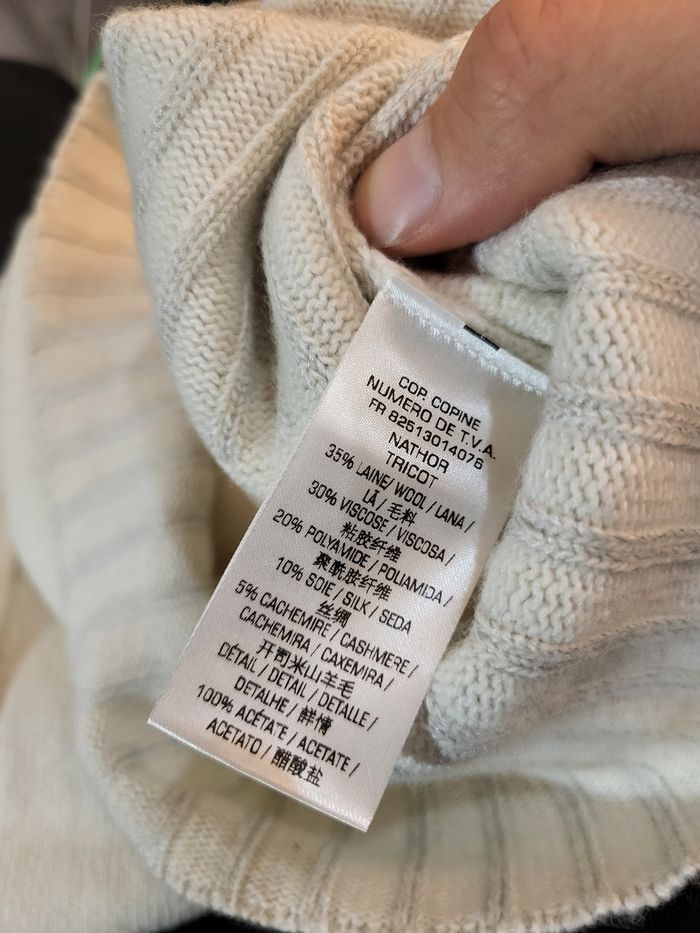 COP. COPINE
NUMERO DE T.V.A.
FR 82513014076
NATHOR
TRICOT
35% LAINE / WOOL / LANA /
LÃ / 毛料
30% VISCOSE / VISCOSA /
粘胶纤维
20% POLYAMIDE / POLIAMIDA /
聚酰胺纤维
10% SOIE / SILK / SEDA
丝绸
5% CACHEMIRE / CASHMERE /
CACHEMIRA / CAXEMIRA /
开司米山羊毛
DÉTAIL / DETAIL / DETALLE /
DETALHE / 詳情
100% ACÉTATE / ACETATE /
ACETATO / 醋酸盐